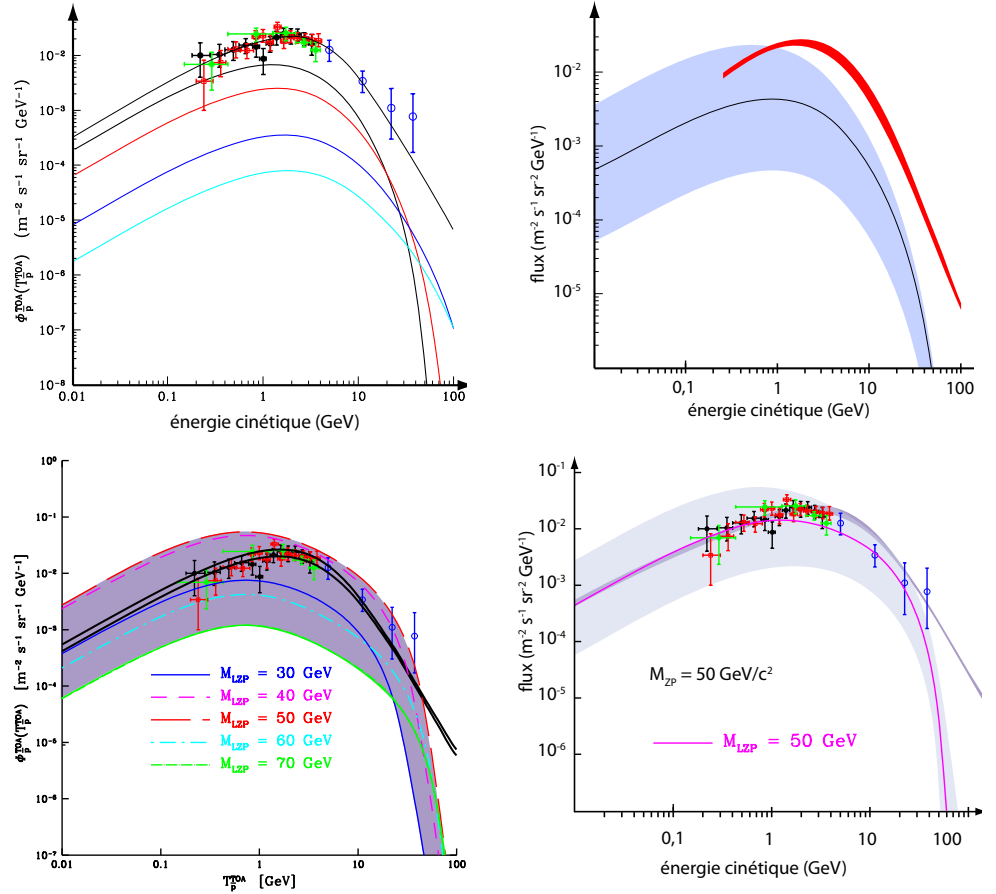 10⁻²
10⁻³
10⁻⁴
10⁻⁵
10⁻⁶
10⁻⁷
10⁻⁸
(m⁻² s⁻¹ sr⁻¹ GeV⁻¹)
0.01
0.1
1
10
100
énergie cinétique (GeV)
flux (m⁻² s⁻¹ sr⁻² GeV⁻¹)
10⁻²
10⁻³
10⁻⁴
10⁻⁵
0,1
1
10
100
énergie cinétique (GeV)
[m⁻² s⁻¹ sr⁻¹ GeV⁻¹]
10⁰
10⁻¹
10⁻²
10⁻³
10⁻⁴
10⁻⁵
10⁻⁶
10⁻⁷
M_LZP = 30 GeV
M_LZP = 40 GeV
M_LZP = 50 GeV
M_LZP = 60 GeV
M_LZP = 70 GeV
0.01
0.1
1
10
100
[GeV]
flux (m⁻² s⁻¹ sr⁻² GeV⁻¹)
10⁻¹
10⁻²
10⁻³
10⁻⁴
10⁻⁵
10⁻⁶
M_ZP = 50 GeV/c²
M_LZP = 50 GeV
0,1
1
10
100
énergie cinétique (GeV)